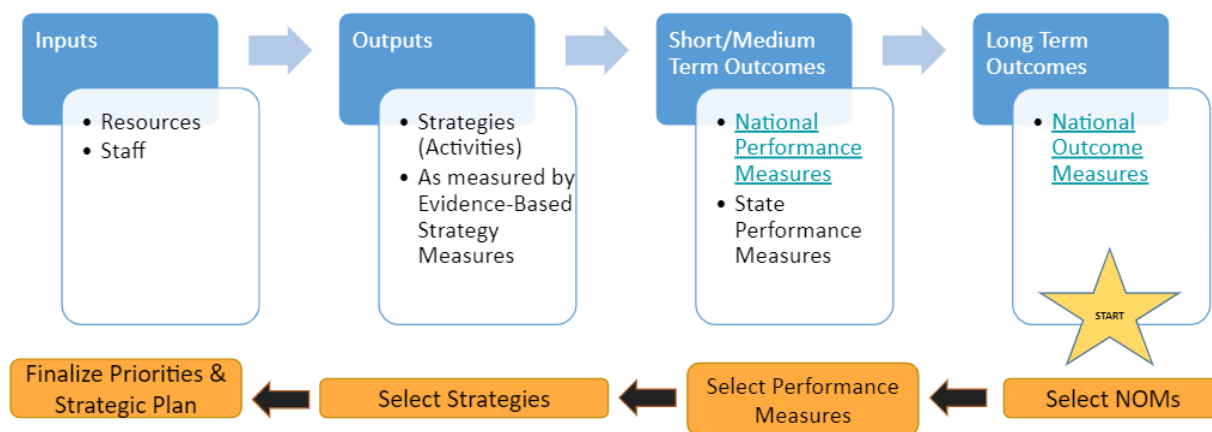 Inputs
• Resources
• Staff
Outputs
• Strategies
(Activities)
• As measured by
Evidence-Based
Strategy
Measures
Short/Medium
Term Outcomes
• National
Performance
Measures
• State
Performance
Measures
Long Term
Outcomes
• National
Outcome
Measures
START
Finalize Priorities &
Strategic Plan
Select Strategies
Select Performance
Measures
Select NOMs